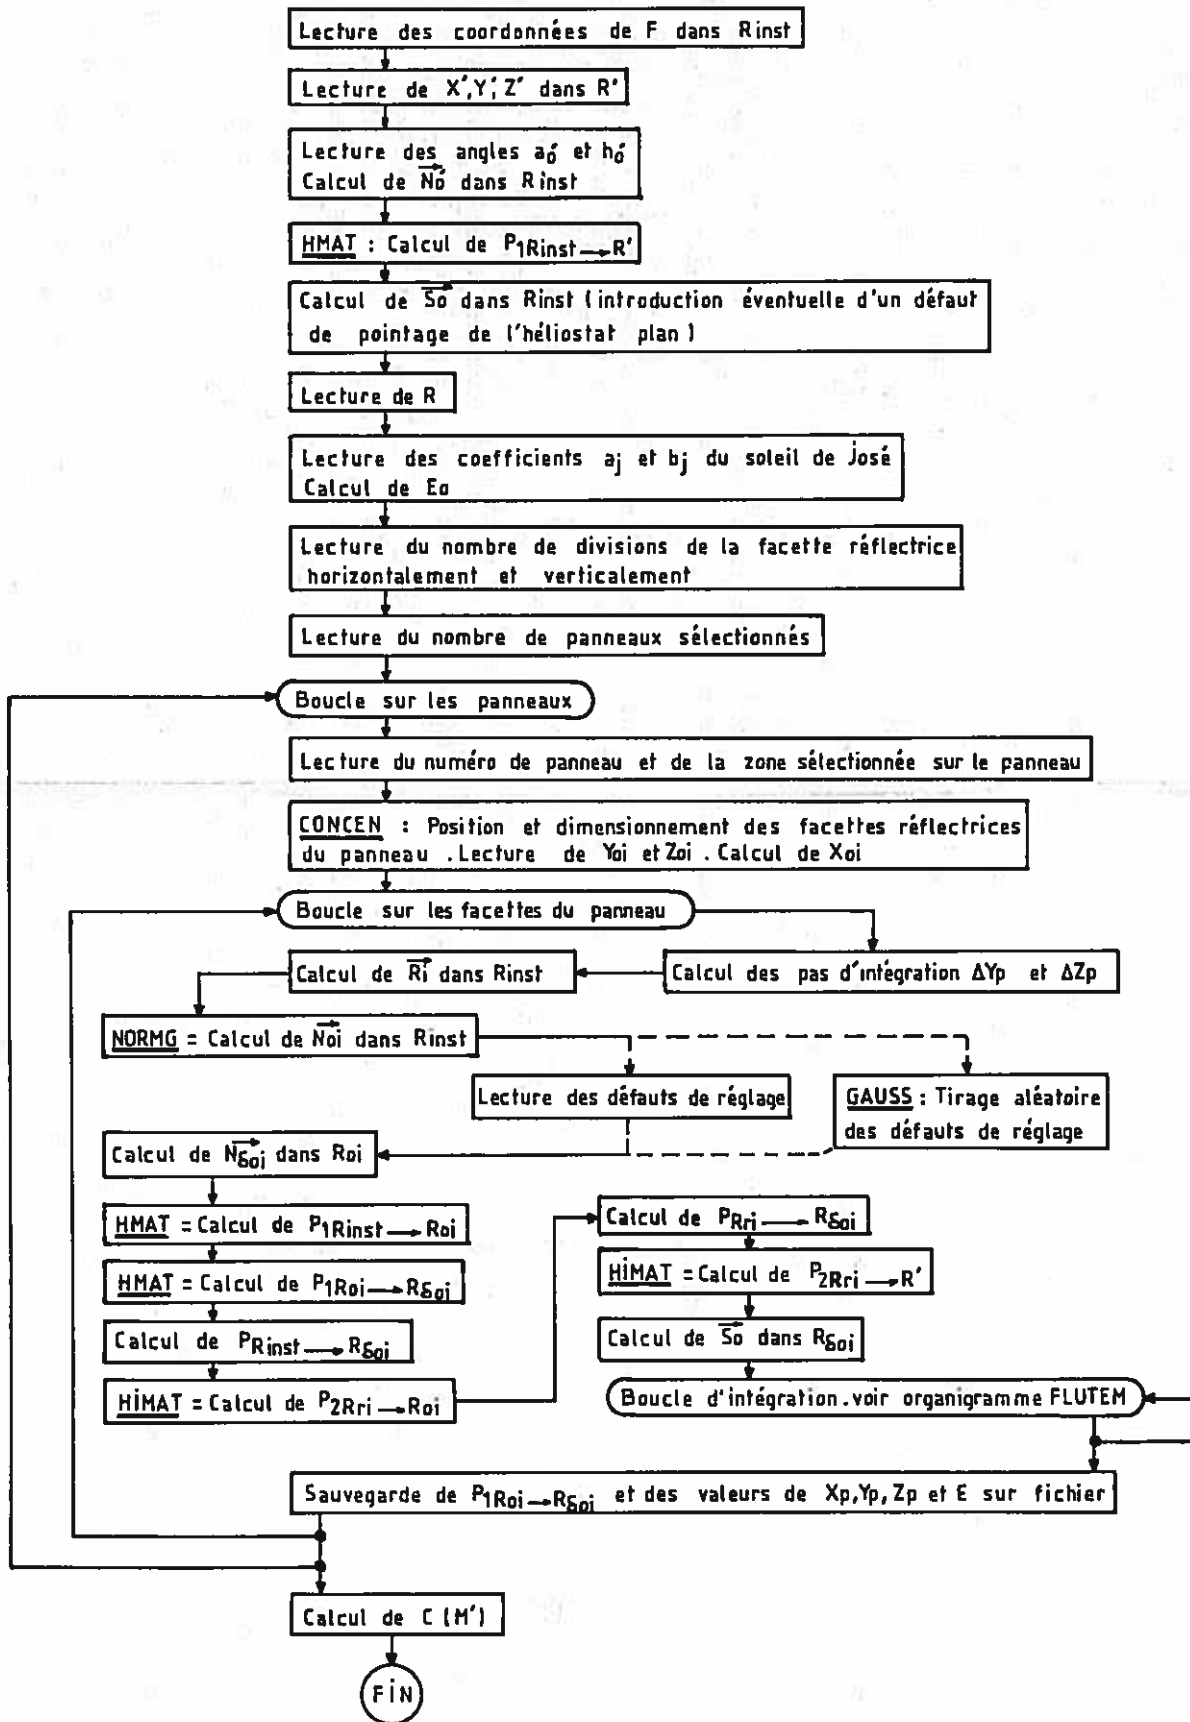 Lecture des coordonnées de F dans Rinst
Lecture de X',Y',Z' dans R'
Lecture des angles a'o et h'o
Calcul de N'o dans Rinst
HMAT : Calcul de P1Rinst→R'
Calcul de So dans Rinst (introduction éventuelle d'un défaut
de pointage de l'héliostat plan)
Lecture de R
Lecture des coefficients aj et bj du soleil de José
Calcul de Eo
Lecture du nombre de divisions de la facette réflectrice
horizontalement et verticalement
Lecture du nombre de panneaux sélectionnés
Boucle sur les panneaux
Lecture du numéro de panneau et de la zone sélectionnée sur le panneau
CONCEN : Position et dimensionnement des facettes réflectrices
du panneau . Lecture de Yoi et Zoi . Calcul de Xoi
Boucle sur les facettes du panneau
Calcul des pas d'intégration ΔYp et ΔZp
Calcul de Ri dans Rinst
NORMG = Calcul de Noi dans Rinst
Lecture des défauts de réglage
GAUSS : Tirage aléatoire
des défauts de réglage
Calcul de Nδoi dans Roi
HMAT = Calcul de P1Rinst→Roi
HMAT = Calcul de P1Roi→Rδoi
Calcul de PRinst→Rδoi
HIMAT = Calcul de P2Rri→Roi
Calcul de PRri→Rδoi
HIMAT = Calcul de P2Rri→R'
Calcul de So dans Rδoi
Boucle d'intégration . voir organigramme FLUTEM
Sauvegarde de P1Roi→Rδoi et des valeurs de Xp, Yp, Zp et E sur fichier
Calcul de C (M')
FIN